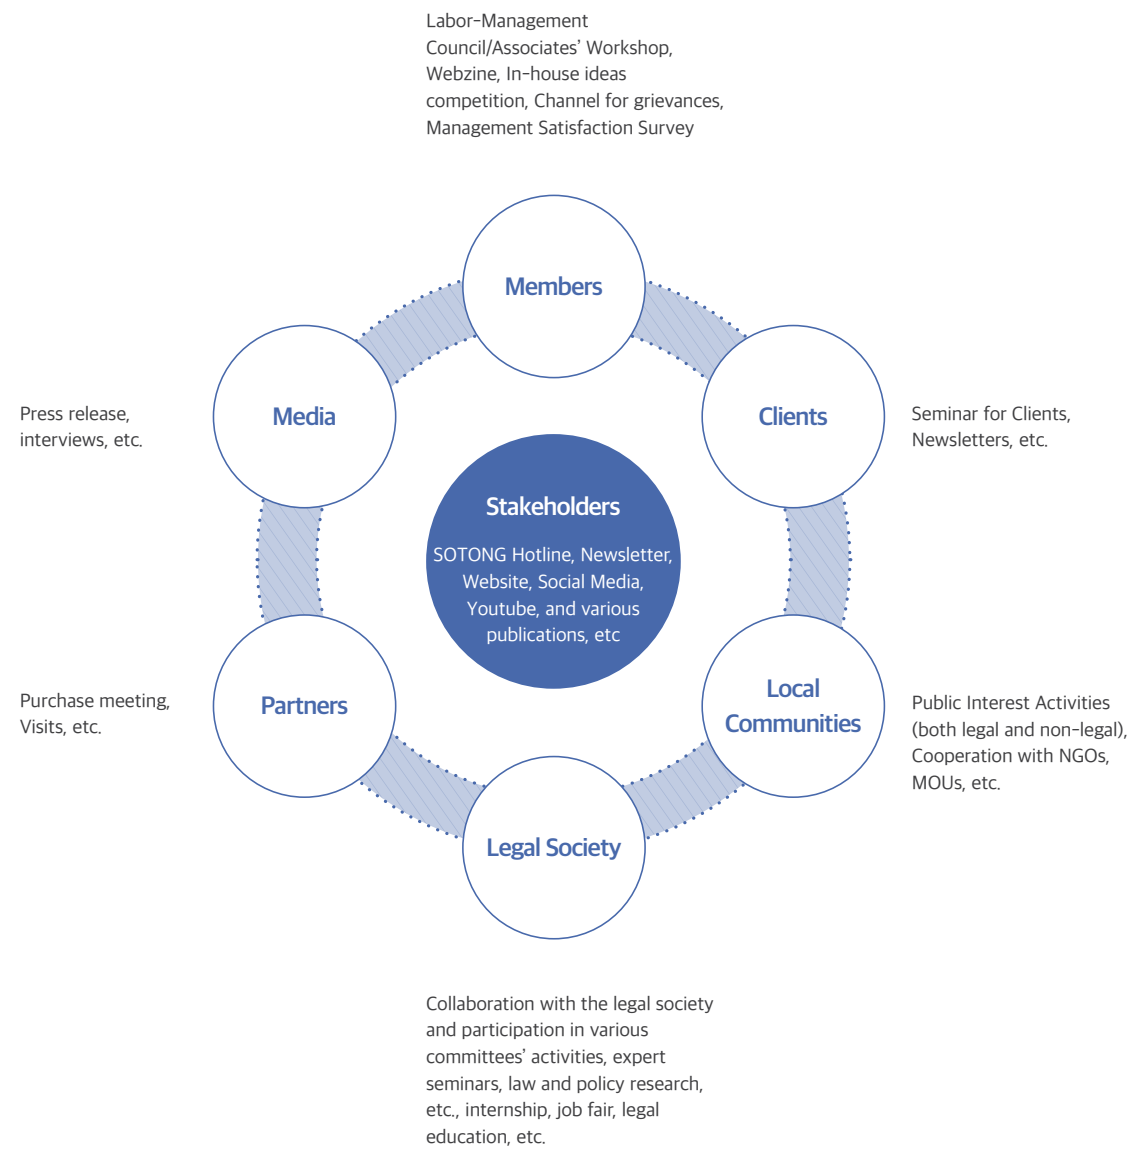 Labor-Management
Council/Associates’ Workshop,
Webzine, In-house ideas
competition, Channel for grievances,
Management Satisfaction Survey
Members
Media
Clients
Press release,
interviews, etc.
Seminar for Clients,
Newsletters, etc.
Stakeholders
SOTONG Hotline, Newsletter,
Website, Social Media,
Youtube, and various
publications, etc
Partners
Local
Communities
Purchase meeting,
Visits, etc.
Public Interest Activities
(both legal and non-legal),
Cooperation with NGOs,
MOUs, etc.
Legal Society
Collaboration with the legal society
and participation in various
committees’ activities, expert
seminars, law and policy research,
etc., internship, job fair, legal
education, etc.